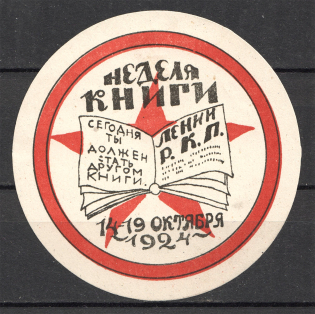 НЕДЕЛЯ
КНИГИ
СЕГОДНЯ
ТЫ
ДОЛЖЕН
СТАТЬ
ДРУГОМ
КНИГИ.
ЛЕНИН
Р.К.П.
14-19 ОКТЯБРЯ
1924